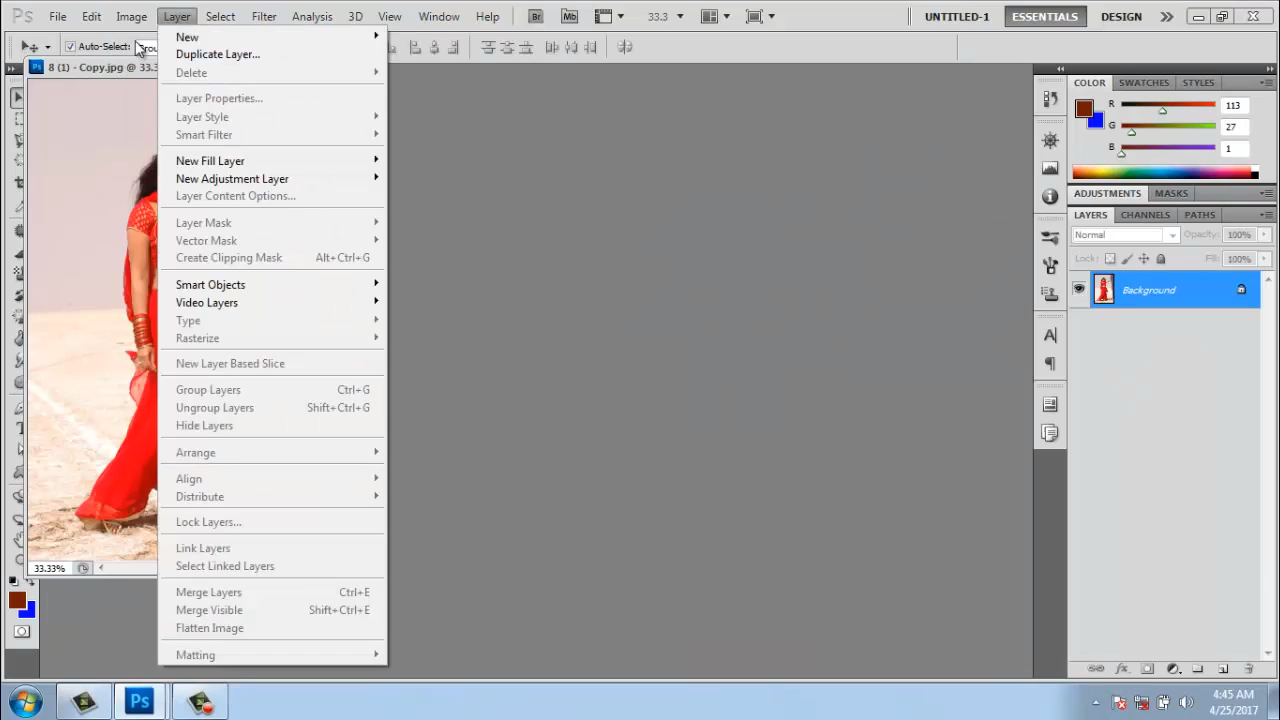 Ps File Edit Image Layer Select Filter Analysis 3D View Window Help Br Mb 33.3 UNTITLED-1 ESSENTIALS DESIGN
Auto-Select: Grou
Ps 8 (1) - Copy.jpg @ 33.3
New
Duplicate Layer...
Delete
Layer Properties...
Layer Style
Smart Filter
New Fill Layer
New Adjustment Layer
Layer Content Options...
Layer Mask
Vector Mask
Create Clipping Mask Alt+Ctrl+G
Smart Objects
Video Layers
Type
Rasterize
New Layer Based Slice
Group Layers Ctrl+G
Ungroup Layers Shift+Ctrl+G
Hide Layers
Arrange
Align
Distribute
Lock Layers...
Link Layers
Select Linked Layers
Merge Layers Ctrl+E
Merge Visible Shift+Ctrl+E
Flatten Image
Matting
33.33%
COLOR SWATCHES STYLES
R 113
G 27
B 1
ADJUSTMENTS MASKS
LAYERS CHANNELS PATHS
Normal Opacity: 100%
Lock: Fill: 100%
Background
Ps
4:45 AM
4/25/2017